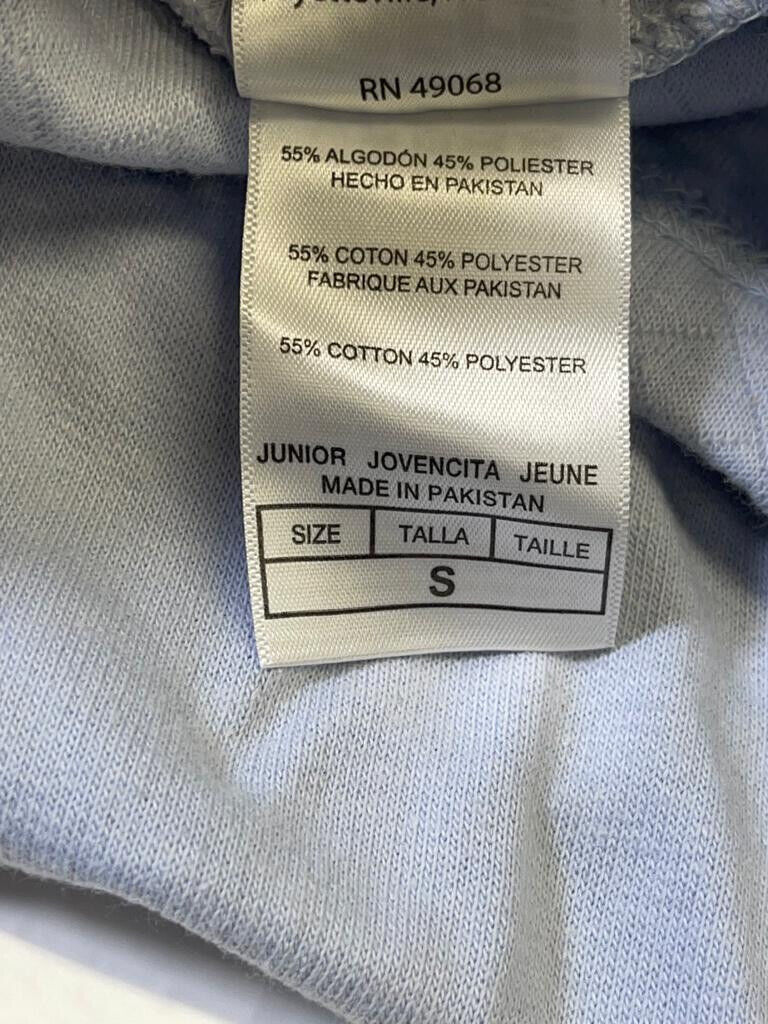 RN 49068
55% ALGODÓN 45% POLIESTER
HECHO EN PAKISTAN
55% COTON 45% POLYESTER
FABRIQUE AUX PAKISTAN
55% COTTON 45% POLYESTER
JUNIOR JOVENCITA JEUNE
MADE IN PAKISTAN
SIZE TALLA TAILLE
S